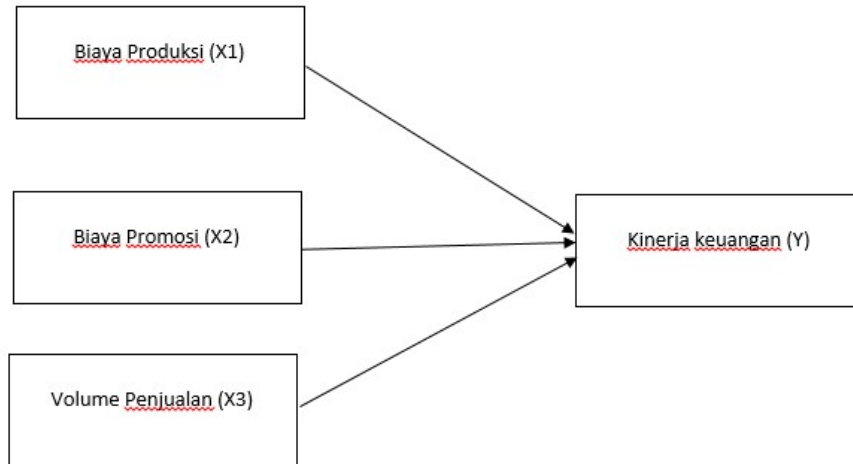 Biaya Produksi (X1)
Biaya Promosi (X2)
Kinerja keuangan (Y)
Volume Penjualan (X3)